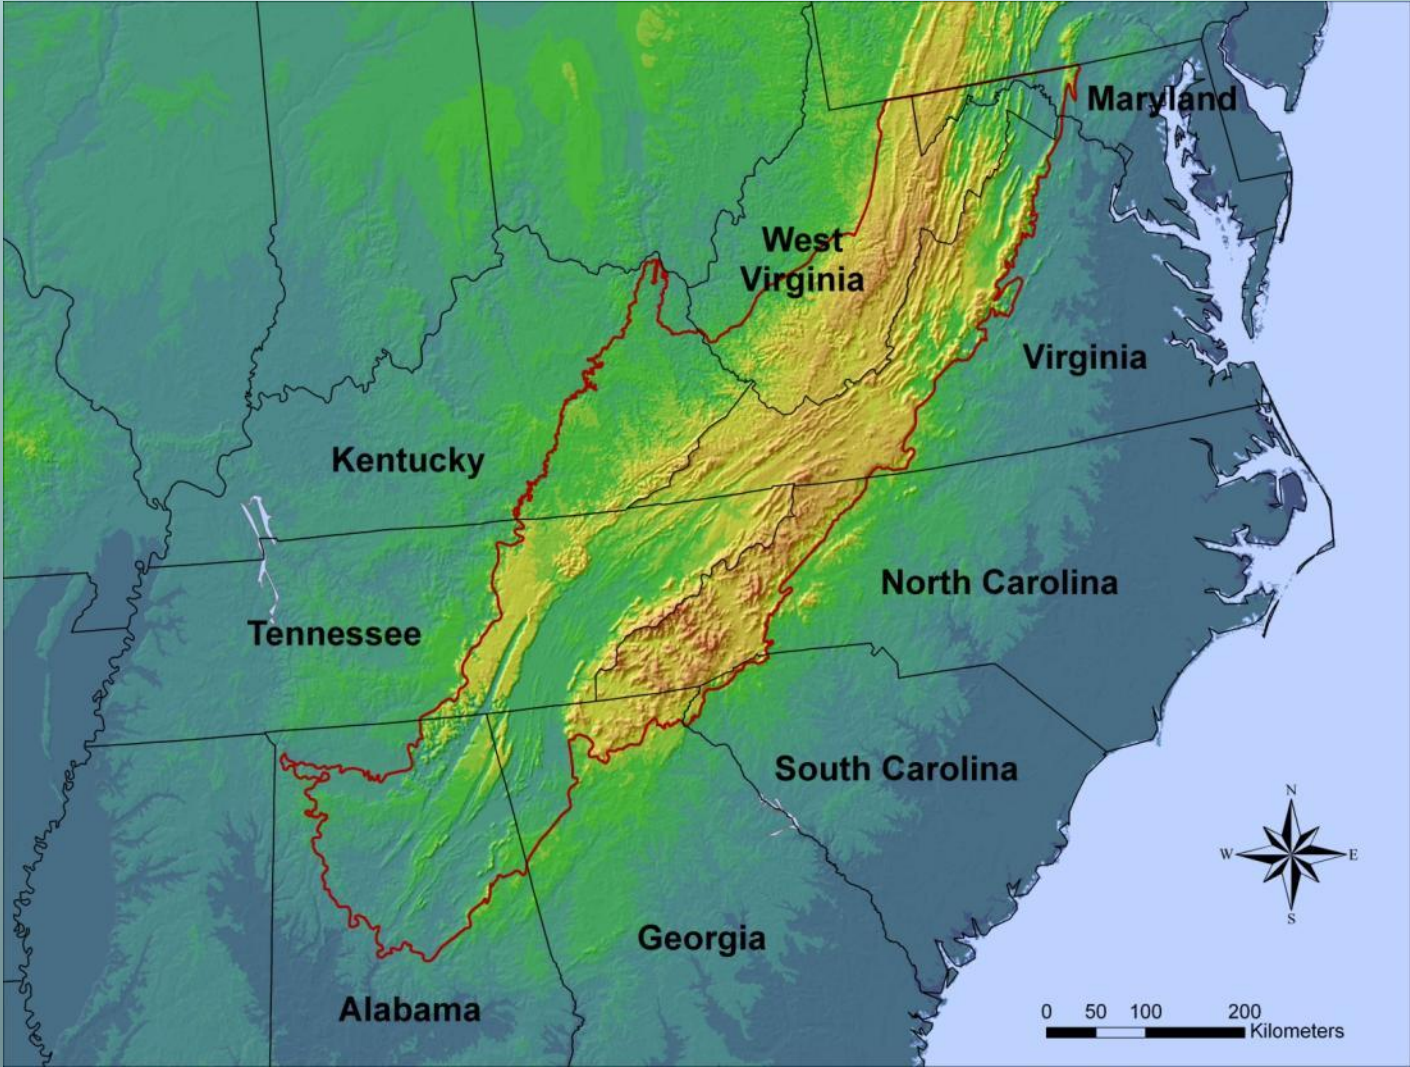 Maryland
West
Virginia
Virginia
Kentucky
North Carolina
Tennessee
South Carolina
N
W E
S
Georgia
Alabama
0 50 100 200
Kilometers